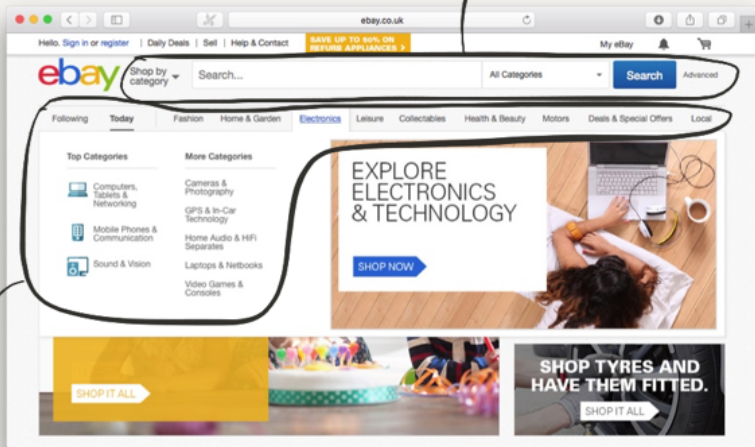 ebay.co.uk
Hello. Sign in or register | Daily Deals | Sell | Help & Contact
SAVE UP TO 50% ON
REFURB APPLIANCES >
My eBay
ebay
Shop by
category
Search...
All Categories
Search
Advanced
Following Today Fashion Home & Garden Electronics Leisure Collectables Health & Beauty Motors Deals & Special Offers Local
Top Categories
Computers,
Tablets &
Networking
Mobile Phones &
Communication
Sound & Vision
More Categories
Cameras &
Photography
GPS & In-Car
Technology
Home Audio & HiFi
Separates
Laptops & Netbooks
Video Games &
Consoles
EXPLORE
ELECTRONICS
& TECHNOLOGY
SHOP NOW
SHOP IT ALL
SHOP TYRES AND
HAVE THEM FITTED.
SHOP IT ALL